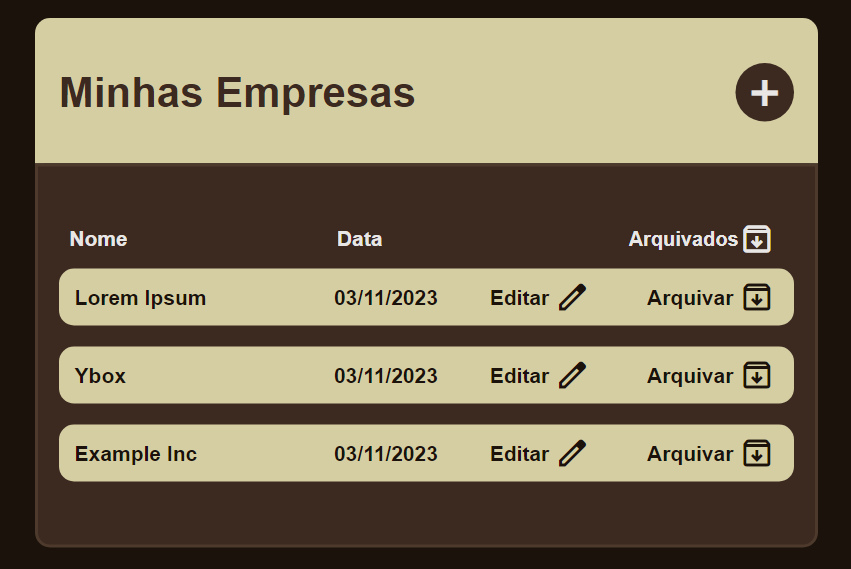 Minhas Empresas
Nome Data Arquivados
Lorem Ipsum 03/11/2023 Editar Arquivar
Ybox 03/11/2023 Editar Arquivar
Example Inc 03/11/2023 Editar Arquivar